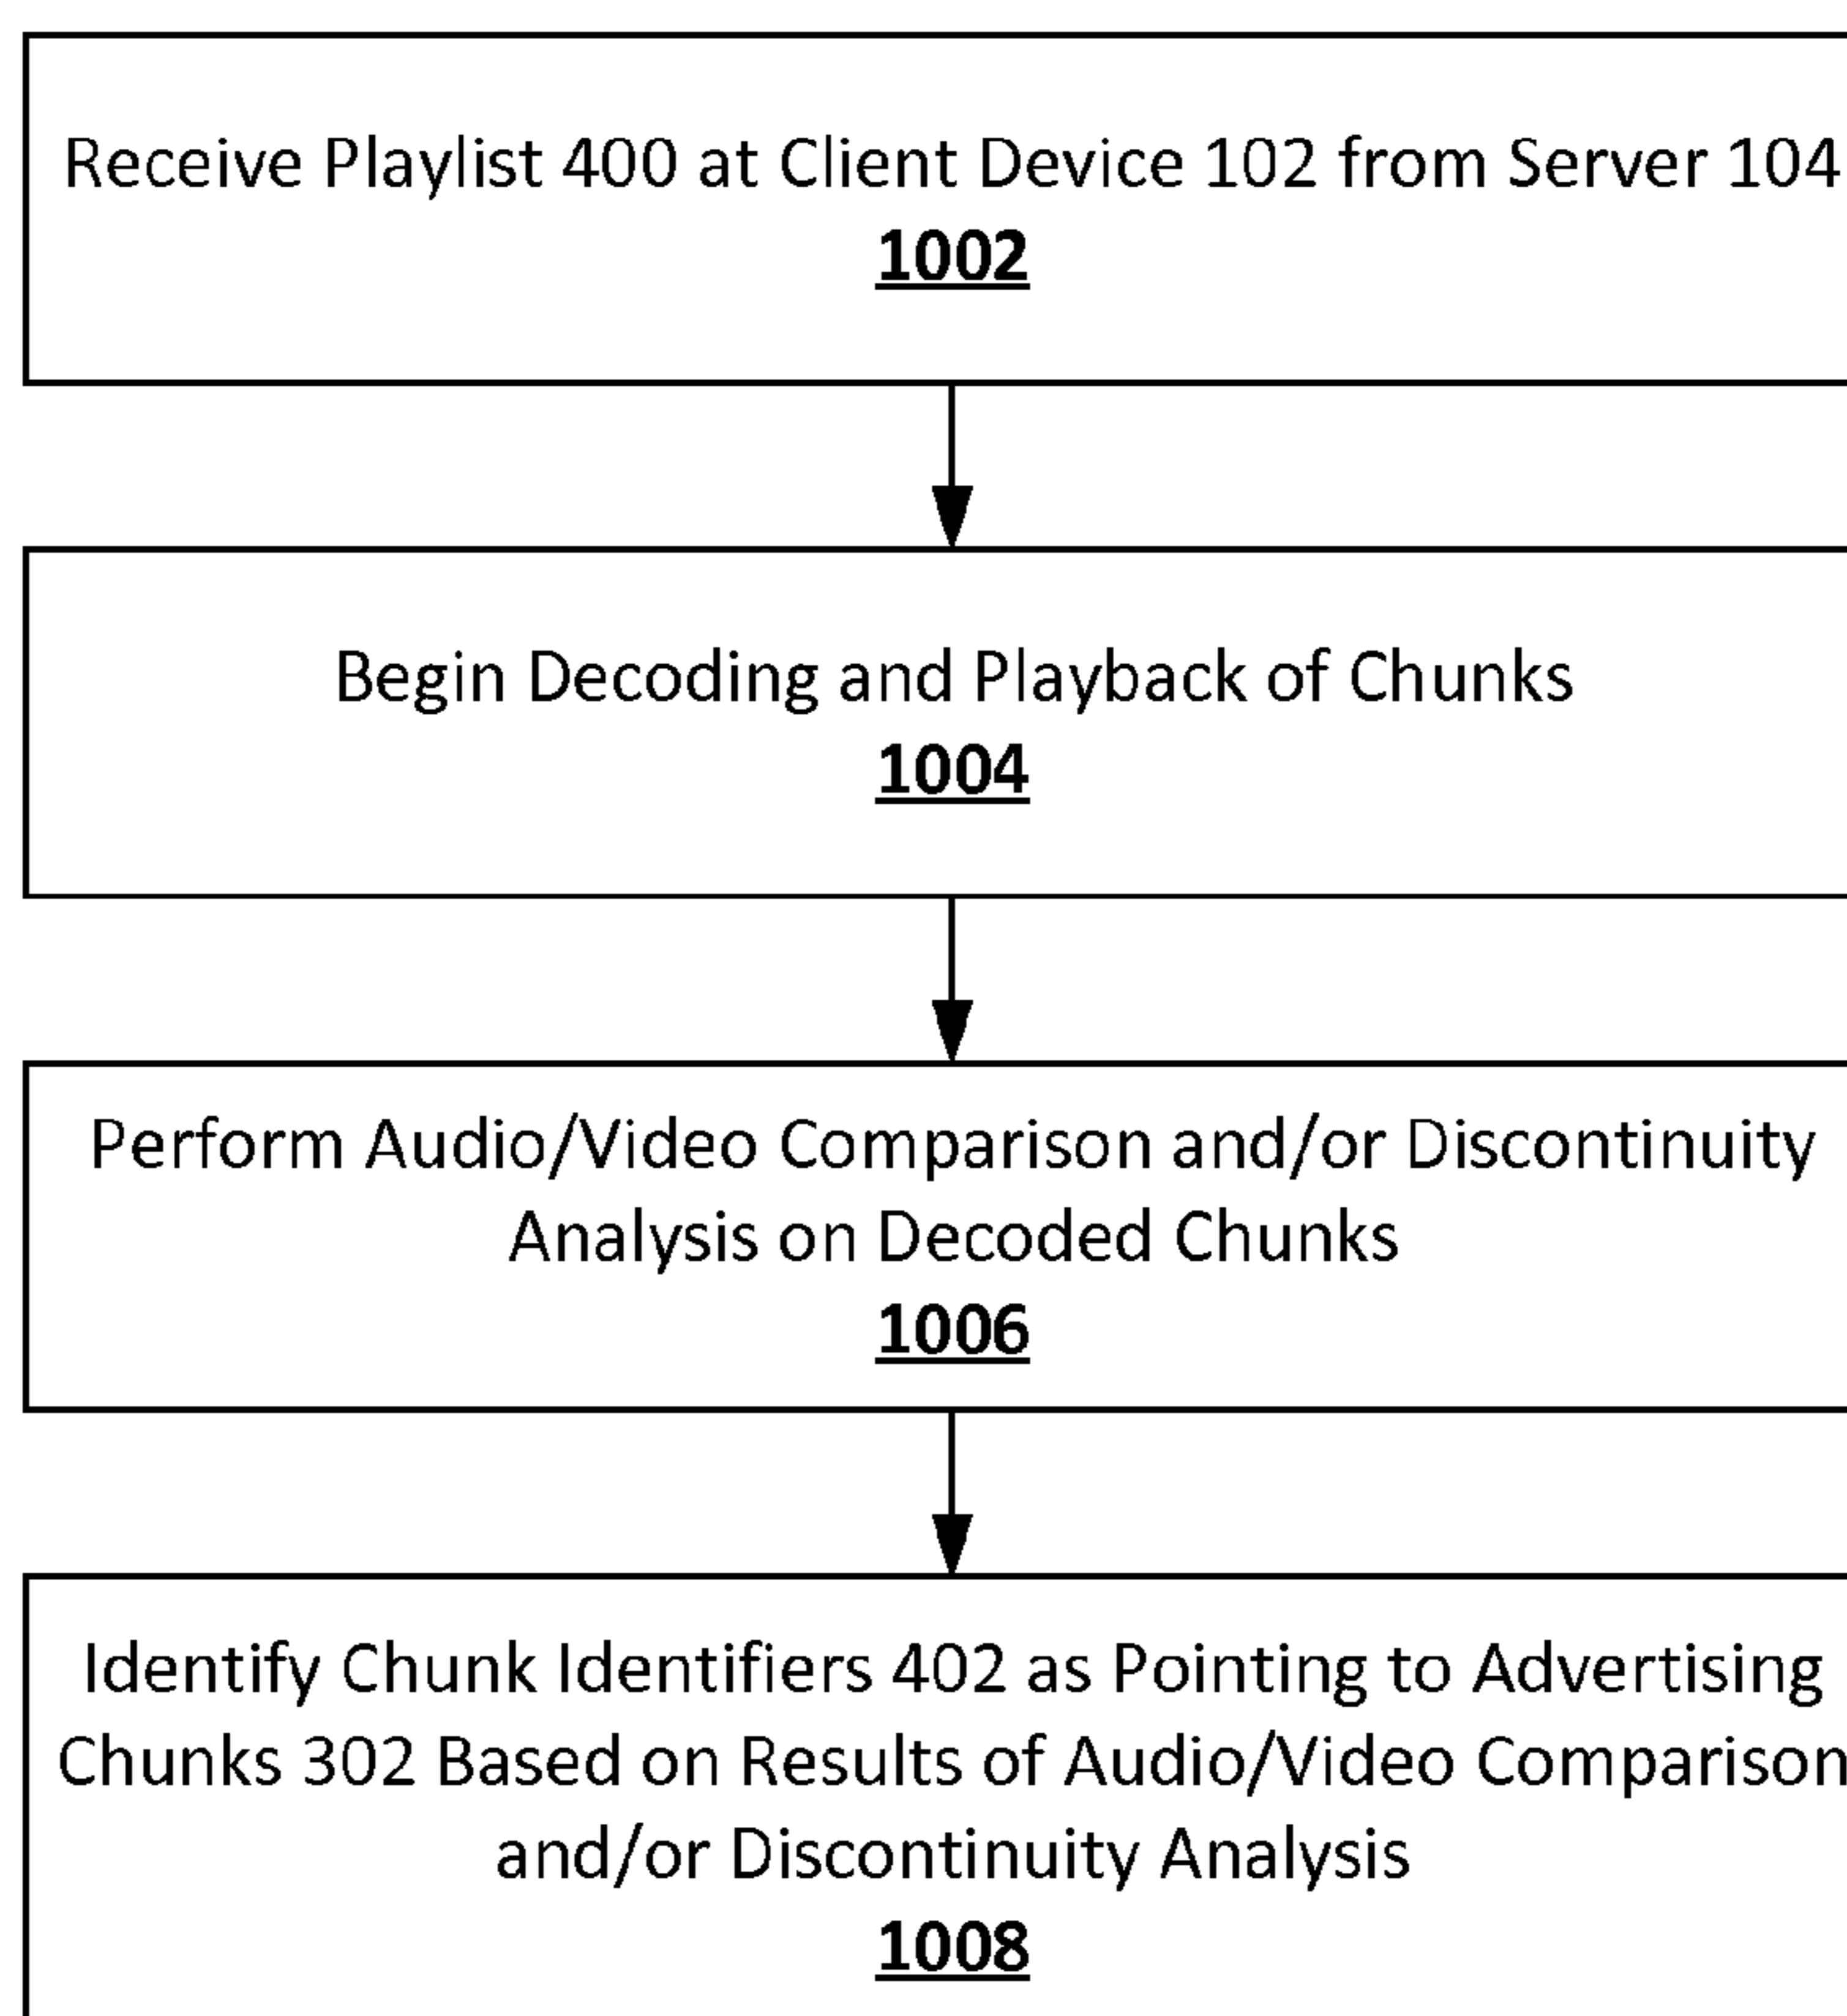 Receive Playlist 400 at Client Device 102 from Server 104
1002
Begin Decoding and Playback of Chunks
1004
Perform Audio/Video Comparison and/or Discontinuity
Analysis on Decoded Chunks
1006
Identify Chunk Identifiers 402 as Pointing to Advertising
Chunks 302 Based on Results of Audio/Video Comparison
and/or Discontinuity Analysis
1008